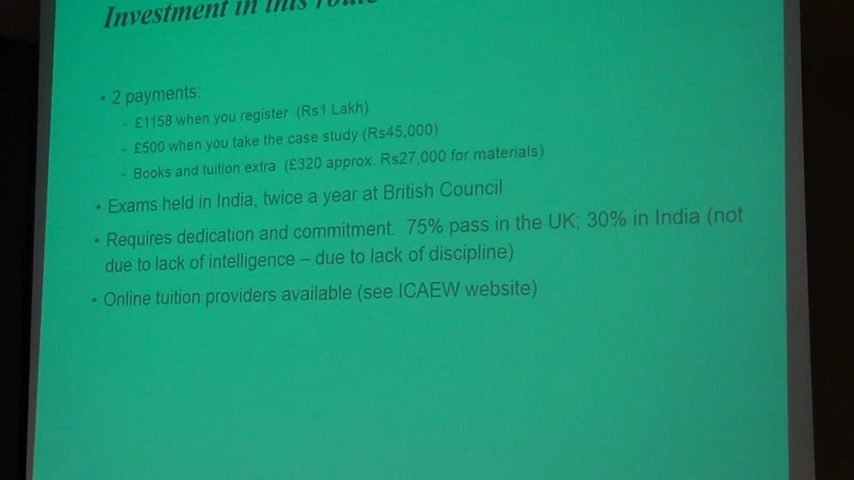 Investment in this route
• 2 payments:
- £1158 when you register (Rs1 Lakh)
- £500 when you take the case study (Rs45,000)
- Books and tuition extra (£320 approx. Rs27,000 for materials)
• Exams held in India, twice a year at British Council
• Requires dedication and commitment. 75% pass in the UK; 30% in India (not
due to lack of intelligence – due to lack of discipline)
• Online tuition providers available (see ICAEW website)